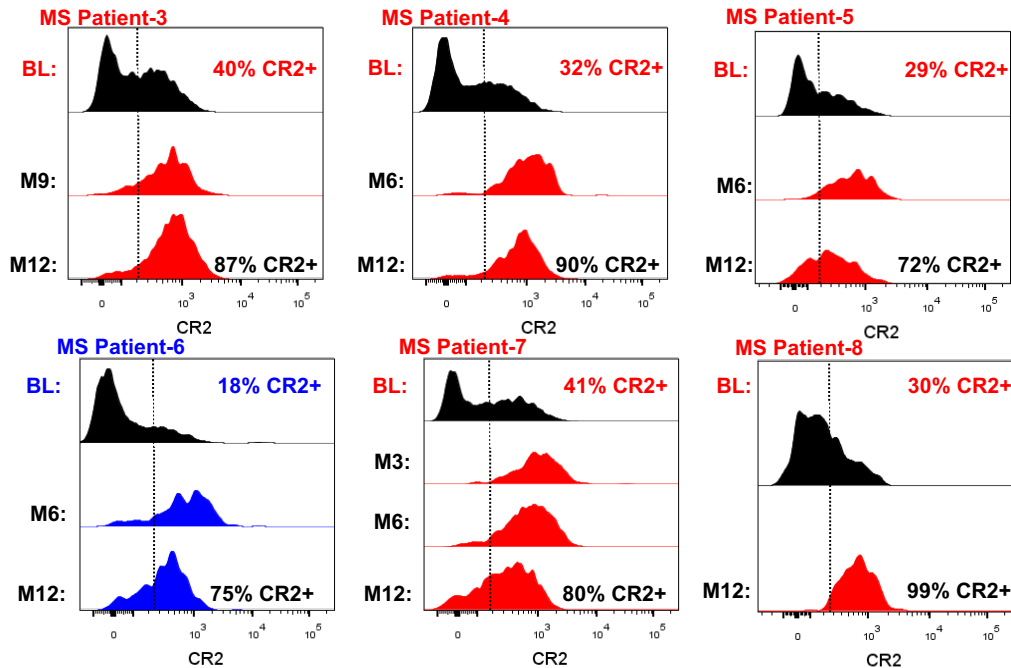 MS Patient-3
BL: 40% CR2+
M9:
M12: 87% CR2+
0 10³ 10⁴ 10⁵
CR2
MS Patient-4
BL: 32% CR2+
M6:
M12: 90% CR2+
0 10³ 10⁴ 10⁵
CR2
MS Patient-5
BL: 29% CR2+
M6:
M12: 72% CR2+
0 10³ 10⁴ 10⁵
CR2
MS Patient-6
BL: 18% CR2+
M6:
M12: 75% CR2+
0 10³ 10⁴ 10⁵
CR2
MS Patient-7
BL: 41% CR2+
M3:
M6:
M12: 80% CR2+
0 10³ 10⁴ 10⁵
CR2
MS Patient-8
BL: 30% CR2+
M12: 99% CR2+
0 10³ 10⁴ 10⁵
CR2